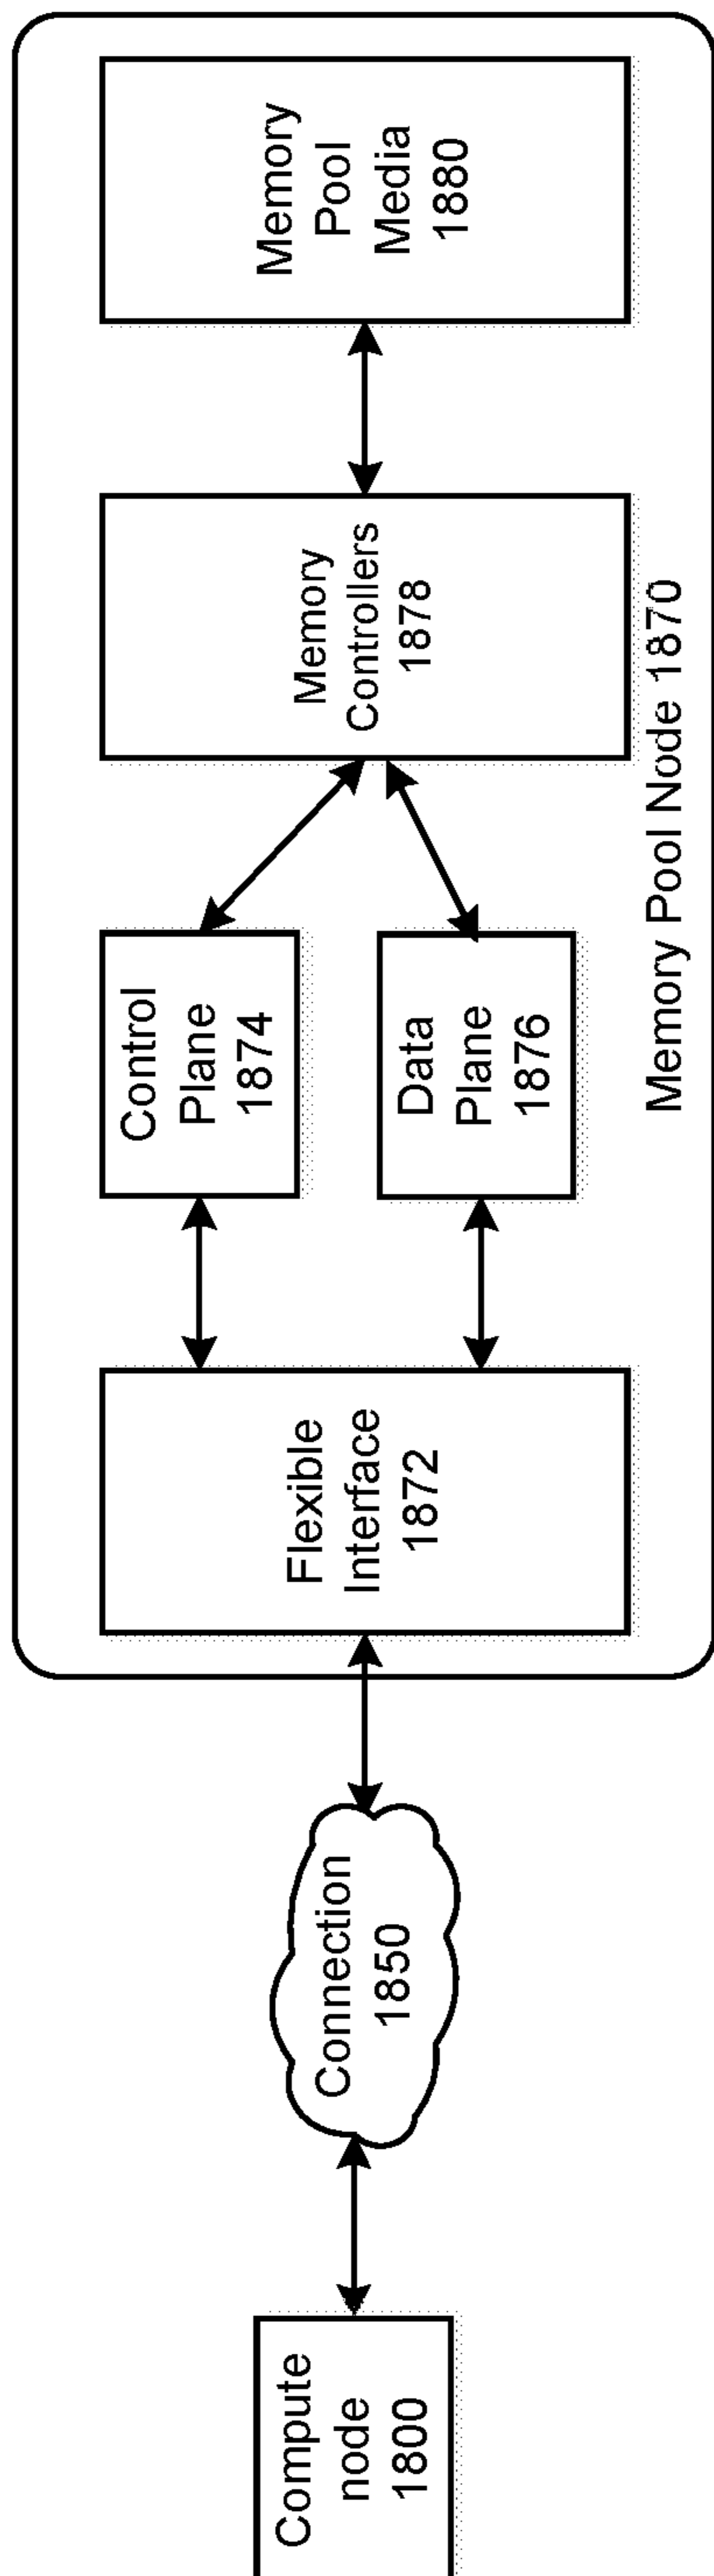 Compute
node
1800
Connection
1850
Flexible
Interface
1872
Control
Plane
1874
Data
Plane
1876
Memory
Controllers
1878
Memory
Pool
Media
1880
Memory Pool Node 1870